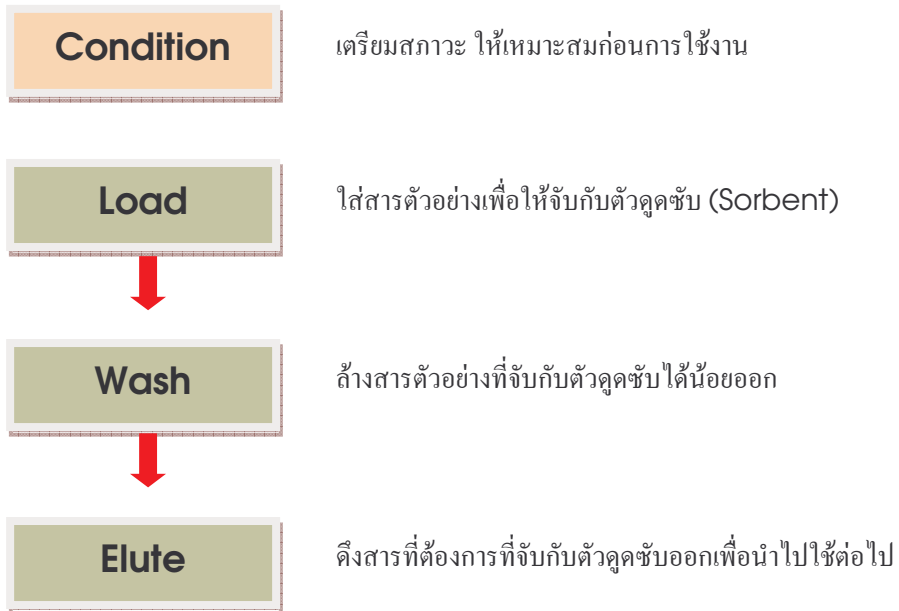 Condition เตรียมสภาวะ ให้เหมาะสมก่อนการใช้งาน
Load ใส่สารตัวอย่างเพื่อให้จับกับตัวดูดซับ (Sorbent)
Wash ล้างสารตัวอย่างที่จับกับตัวดูดซับได้น้อยออก
Elute ดึงสารที่ต้องการที่จับกับตัวดูดซับออกเพื่อนำไปใช้ต่อไป